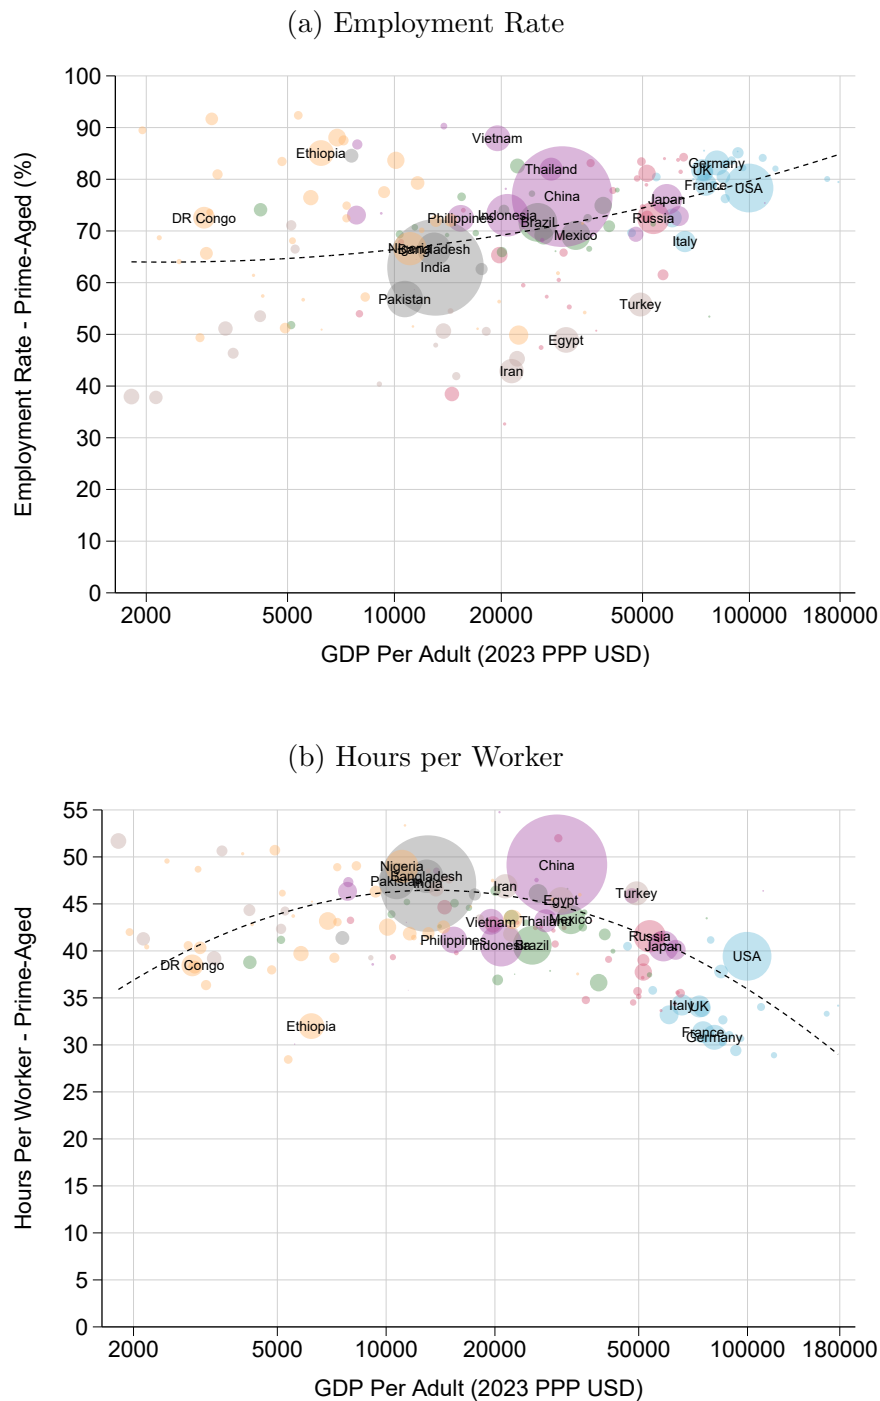 (a) Employment Rate
Employment Rate - Prime-Aged (%)
100
90
80
70
60
50
40
30
20
10
0
Vietnam
Ethiopia
Thailand
Germany
UK
France
USA
China
Japan
DR Congo
Philippines
Indonesia
Brazil
Russia
Mexico
Italy
Nigeria
Bangladesh
India
Pakistan
Turkey
Egypt
Iran
2000
5000
10000
20000
50000
100000
180000
GDP Per Adult (2023 PPP USD)
(b) Hours per Worker
Hours Per Worker - Prime-Aged
55
50
45
40
35
30
25
20
15
10
5
0
Nigeria
China
Bangladesh
Pakistan
India
Iran
Turkey
Egypt
Vietnam
Thailand
Mexico
Philippines
Indonesia
Brazil
Russia
Japan
USA
DR Congo
Italy
UK
Ethiopia
France
Germany
2000
5000
10000
20000
50000
100000
180000
GDP Per Adult (2023 PPP USD)